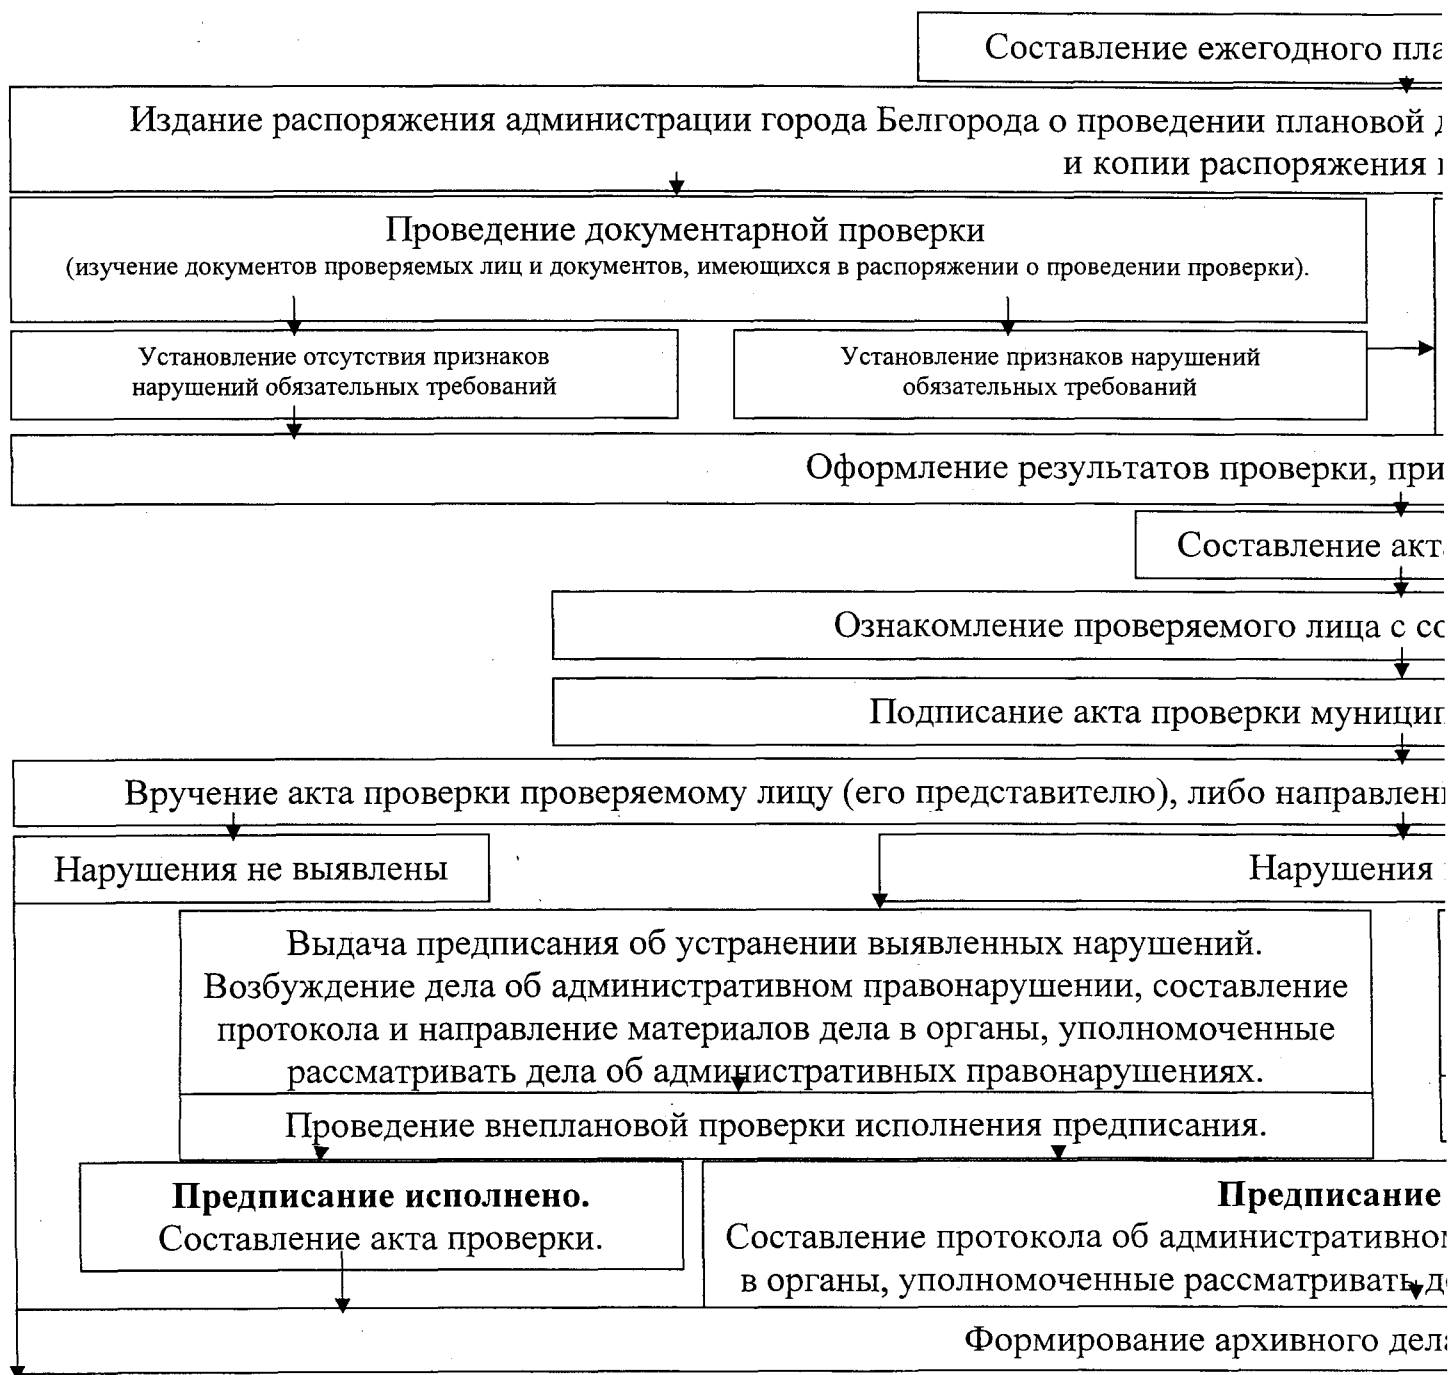 Составление ежегодного пла
Издание распоряжения администрации города Белгорода о проведении плановой
и копии распоряжения
Проведение документарной проверки
(изучение документов проверяемых лиц и документов, имеющихся в распоряжении о проведении проверки).
Установление отсутствия признаков
нарушений обязательных требований
Установление признаков нарушений
обязательных требований
Оформление результатов проверки, при
Составление акт
Ознакомление проверяемого лица с со
Подписание акта проверки муницип
Вручение акта проверки проверяемому лицу (его представителю), либо направлен
Нарушения не выявлены
Нарушения
Выдача предписания об устранении выявленных нарушений.
Возбуждение дела об административном правонарушении, составление
протокола и направление материалов дела в органы, уполномоченные
рассматривать дела об административных правонарушениях.
Проведение внеплановой проверки исполнения предписания.
Предписание исполнено.
Составление акта проверки.
Предписание
Составление протокола об административно
в органы, уполномоченные рассматривать д
Формирование архивного дел